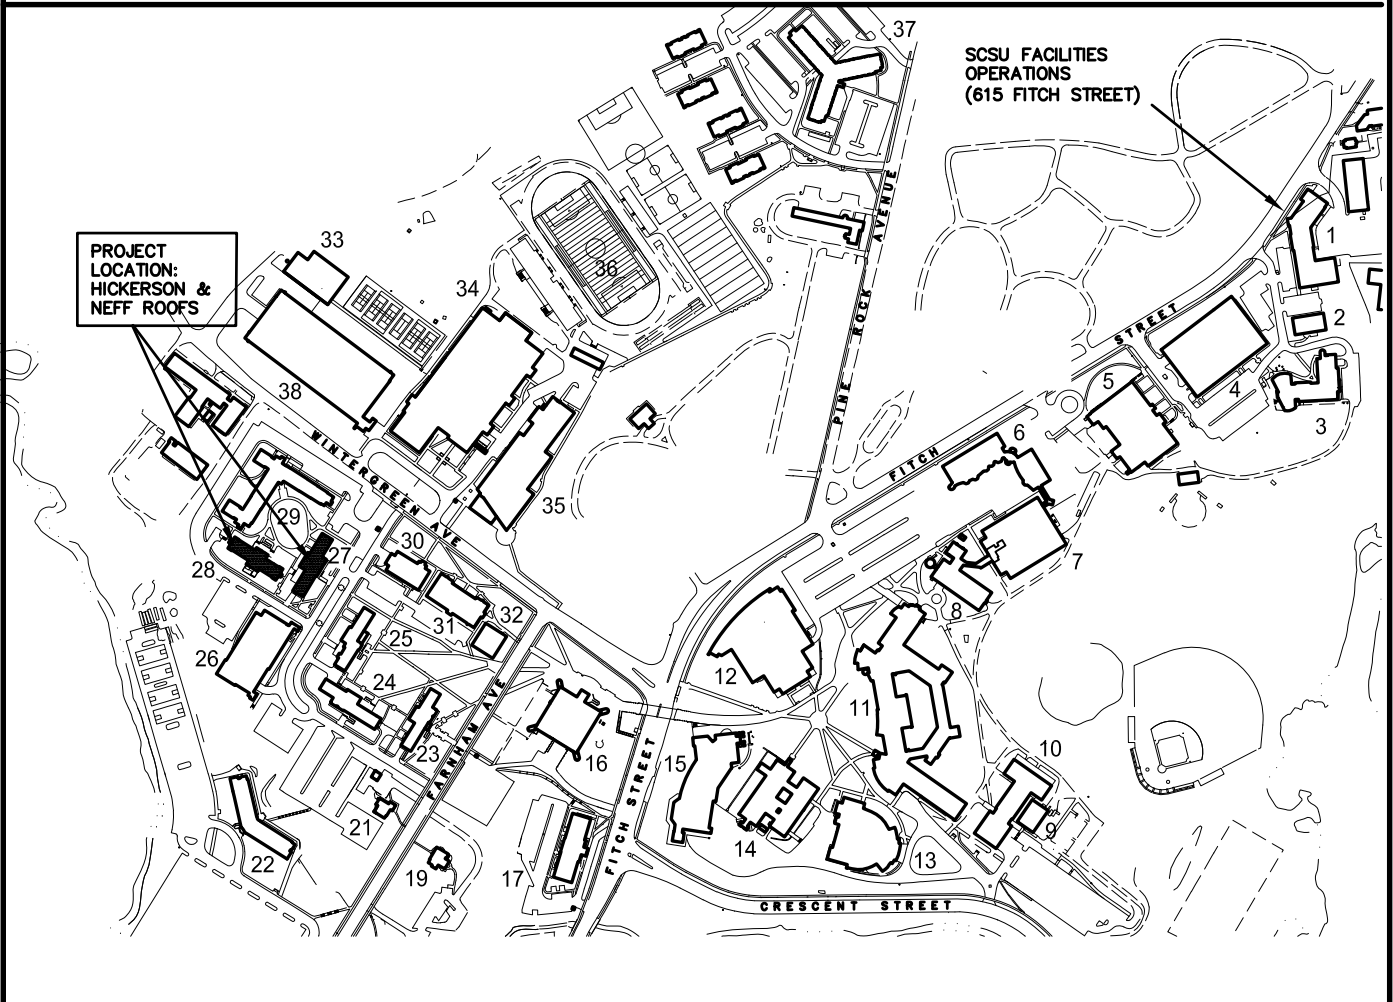 37
SCSU FACILITIES
OPERATIONS
(615 FITCH STREET)
PROJECT
LOCATION:
HICKERSON &
NEFF ROOFS
33
34
36
1
2
3
4
5
6
7
8
38
35
PINE ROCK AVENUE
FITCH STREET
WINTERGREEN AVE
29
27
28
30
31
32
26
25
24
23
FARNHAM AVE
22
21
19
17
16
FITCH STREET
15
14
12
11
10
9
13
CRESCENT STREET